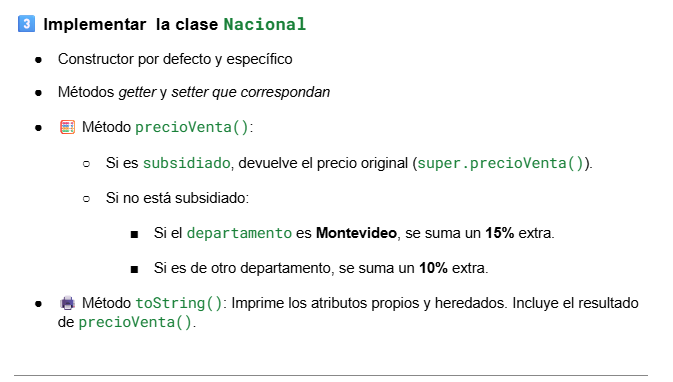 3 Implementar la clase Nacional
● Constructor por defecto y específico
● Métodos getter y setter que correspondan
● 🧮 Método precioVenta():
○ Si es subsidiado, devuelve el precio original (super.precioVenta()).
○ Si no está subsidiado:
■ Si el departamento es Montevideo, se suma un 15% extra.
■ Si es de otro departamento, se suma un 10% extra.
● 🖨️ Método toString(): Imprime los atributos propios y heredados. Incluye el resultado
de precioVenta().